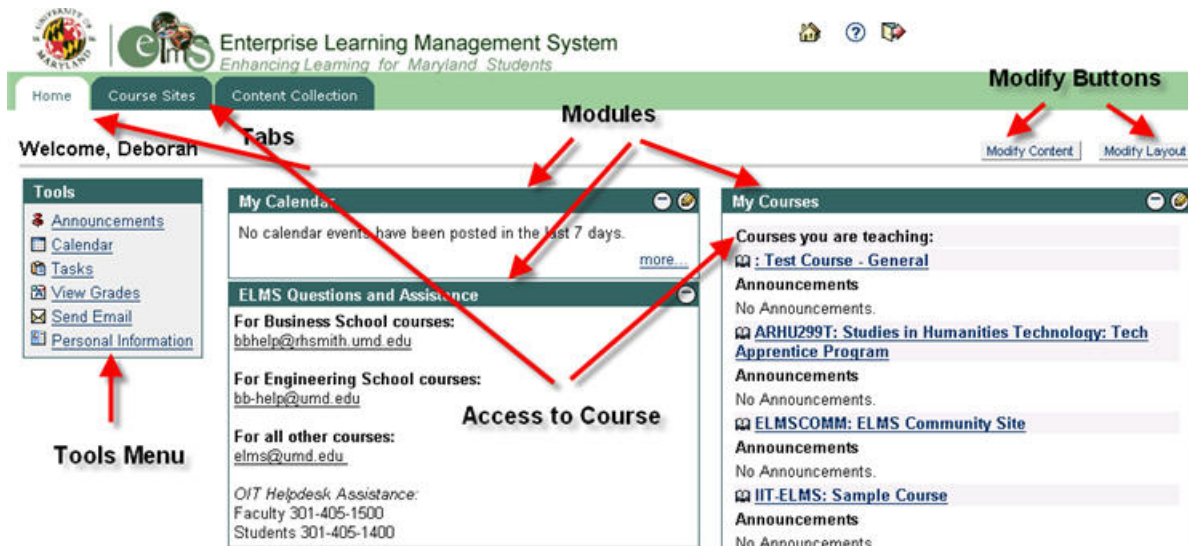 UNIVERSITY OF
MARYLAND
elms
Enterprise Learning Management System
Enhancing Learning for Maryland Students
Home
Course Sites
Content Collection
Modify Buttons
Modules
Tabs
Welcome, Deborah
Modify Content
Modify Layout
Tools
Announcements
Calendar
Tasks
View Grades
Send Email
Personal Information
Tools Menu
My Calendar
No calendar events have been posted in the last 7 days.
more...
ELMS Questions and Assistance
For Business School courses:
bbhelp@rhsmith.umd.edu
For Engineering School courses:
bb-help@umd.edu
For all other courses:
elms@umd.edu
OIT Helpdesk Assistance:
Faculty 301-405-1500
Students 301-405-1400
Access to Course
My Courses
Courses you are teaching:
: Test Course - General
Announcements
No Announcements.
ARHU299T: Studies in Humanities Technology: Tech
Apprentice Program
Announcements
No Announcements.
ELMSCOMM: ELMS Community Site
Announcements
No Announcements.
IIT-ELMS: Sample Course
Announcements
No Announcements.